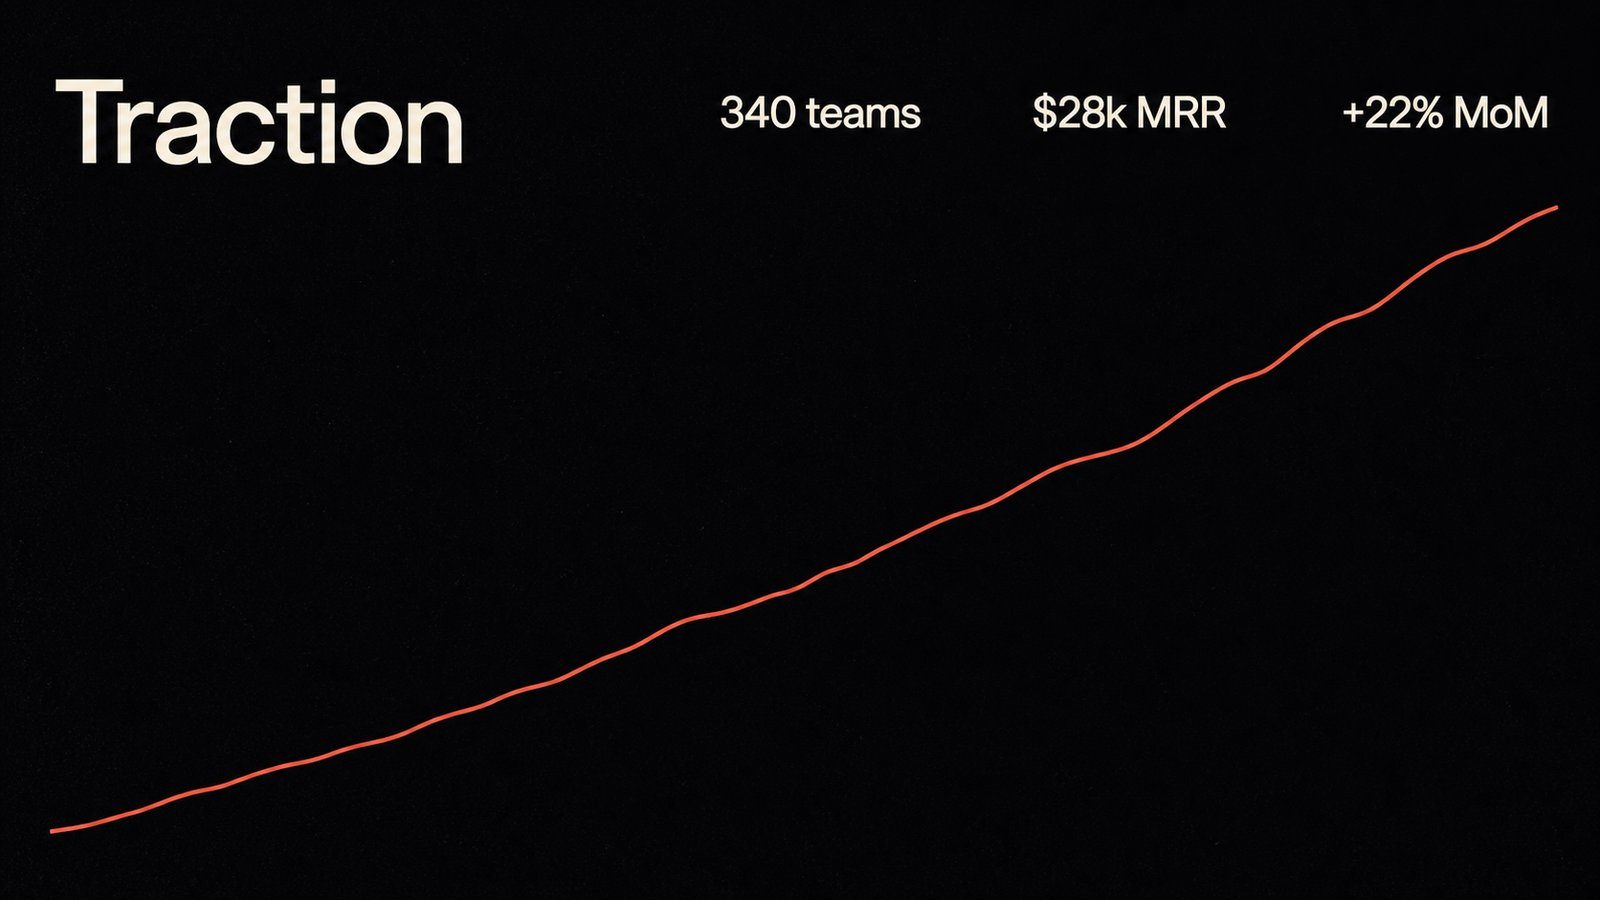 Traction
340 teams
$28k MRR
+22% MoM